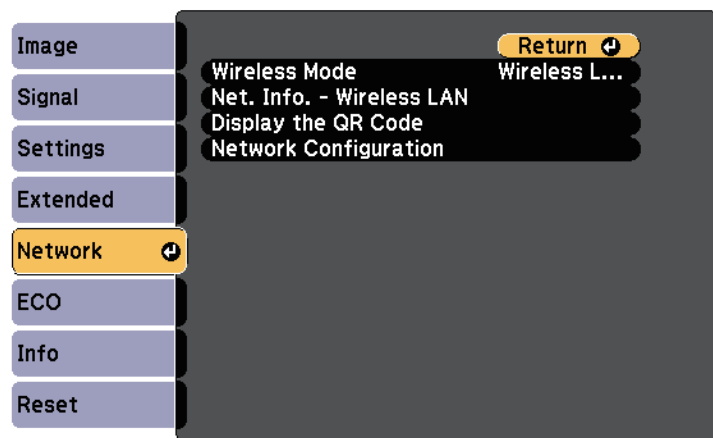 Image
Signal
Settings
Extended
Network
ECO
Info
Reset
Return
Wireless Mode Wireless L...
Net. Info. - Wireless LAN
Display the QR Code
Network Configuration